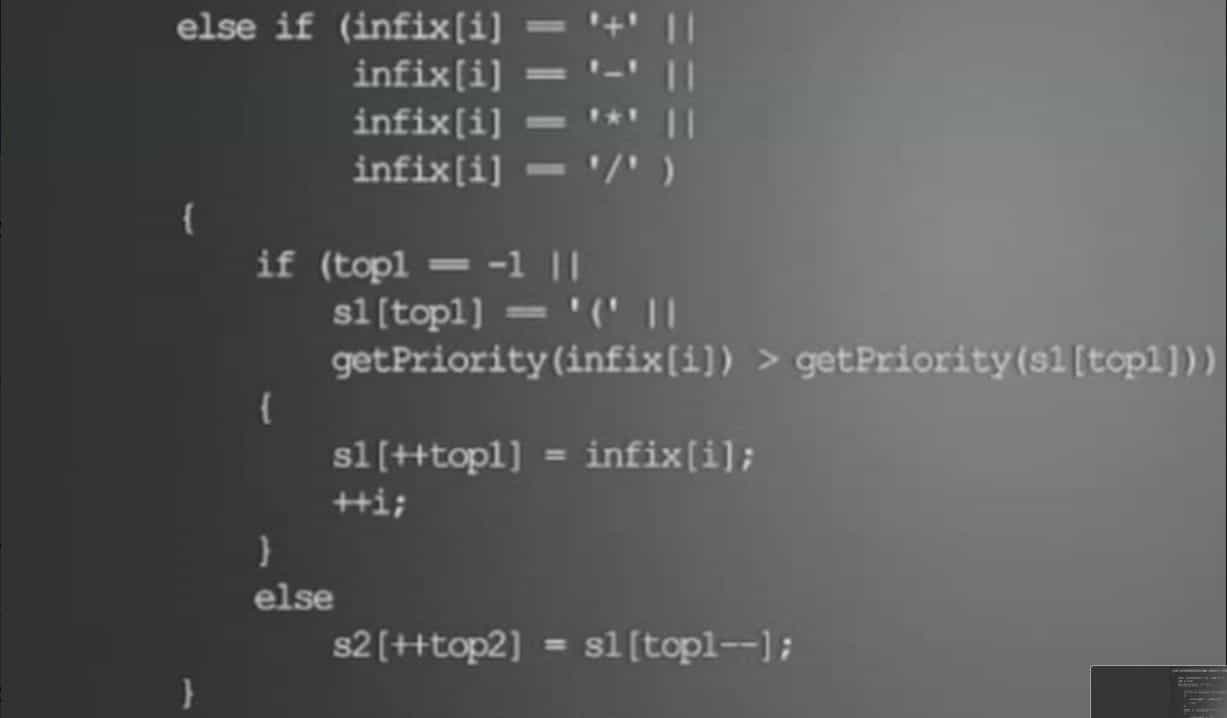 else if (infix[i] == '+' ||
infix[i] == '-' ||
infix[i] == '*' ||
infix[i] == '/' )
{
if (top1 == -1 ||
s1[top1] == '(' ||
getPriority(infix[i]) > getPriority(s1[top1]))
{
s1[++top1] = infix[i];
++i;
}
else
s2[++top2] = s1[top1--];
}